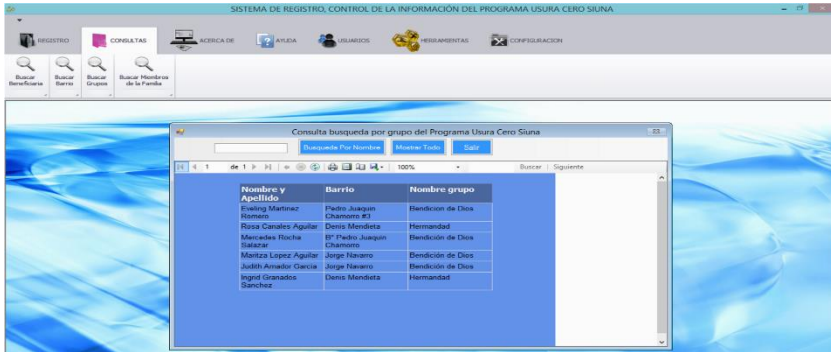 SISTEMA DE REGISTRO, CONTROL DE LA INFORMACIÓN DEL PROGRAMA USURA CERO SIUNA
REGISTRO CONSULTAS ACERCA DE AYUDA USUARIOS HERRAMIENTAS CONFIGURACION
Buscar Beneficiaria
Buscar Barrio
Buscar Grupos
Buscar Miembros de la Familia
Consulta busqueda por grupo del Programa Usura Cero Siuna
Busqueda Por Nombre Mostrar Todo Salir
1 de 1 100% Buscar Siguiente
Nombre y Apellido Barrio Nombre grupo
Eveling Martinez Romero Pedro Juaquin Chamorro #3 Bendicion de Dios
Rosa Canales Aguilar Denis Mendieta Hermandad
Mercedes Rocha Salazar B° Pedro Juaquin Chamorro Bendición de Dios
Maritza Lopez Aguilar Jorge Navarro Bendición de Dios
Judith Amador Garcia Jorge Navarro Bendición de Dios
Ingrid Granados Sanchez Denis Mendieta Hermandad